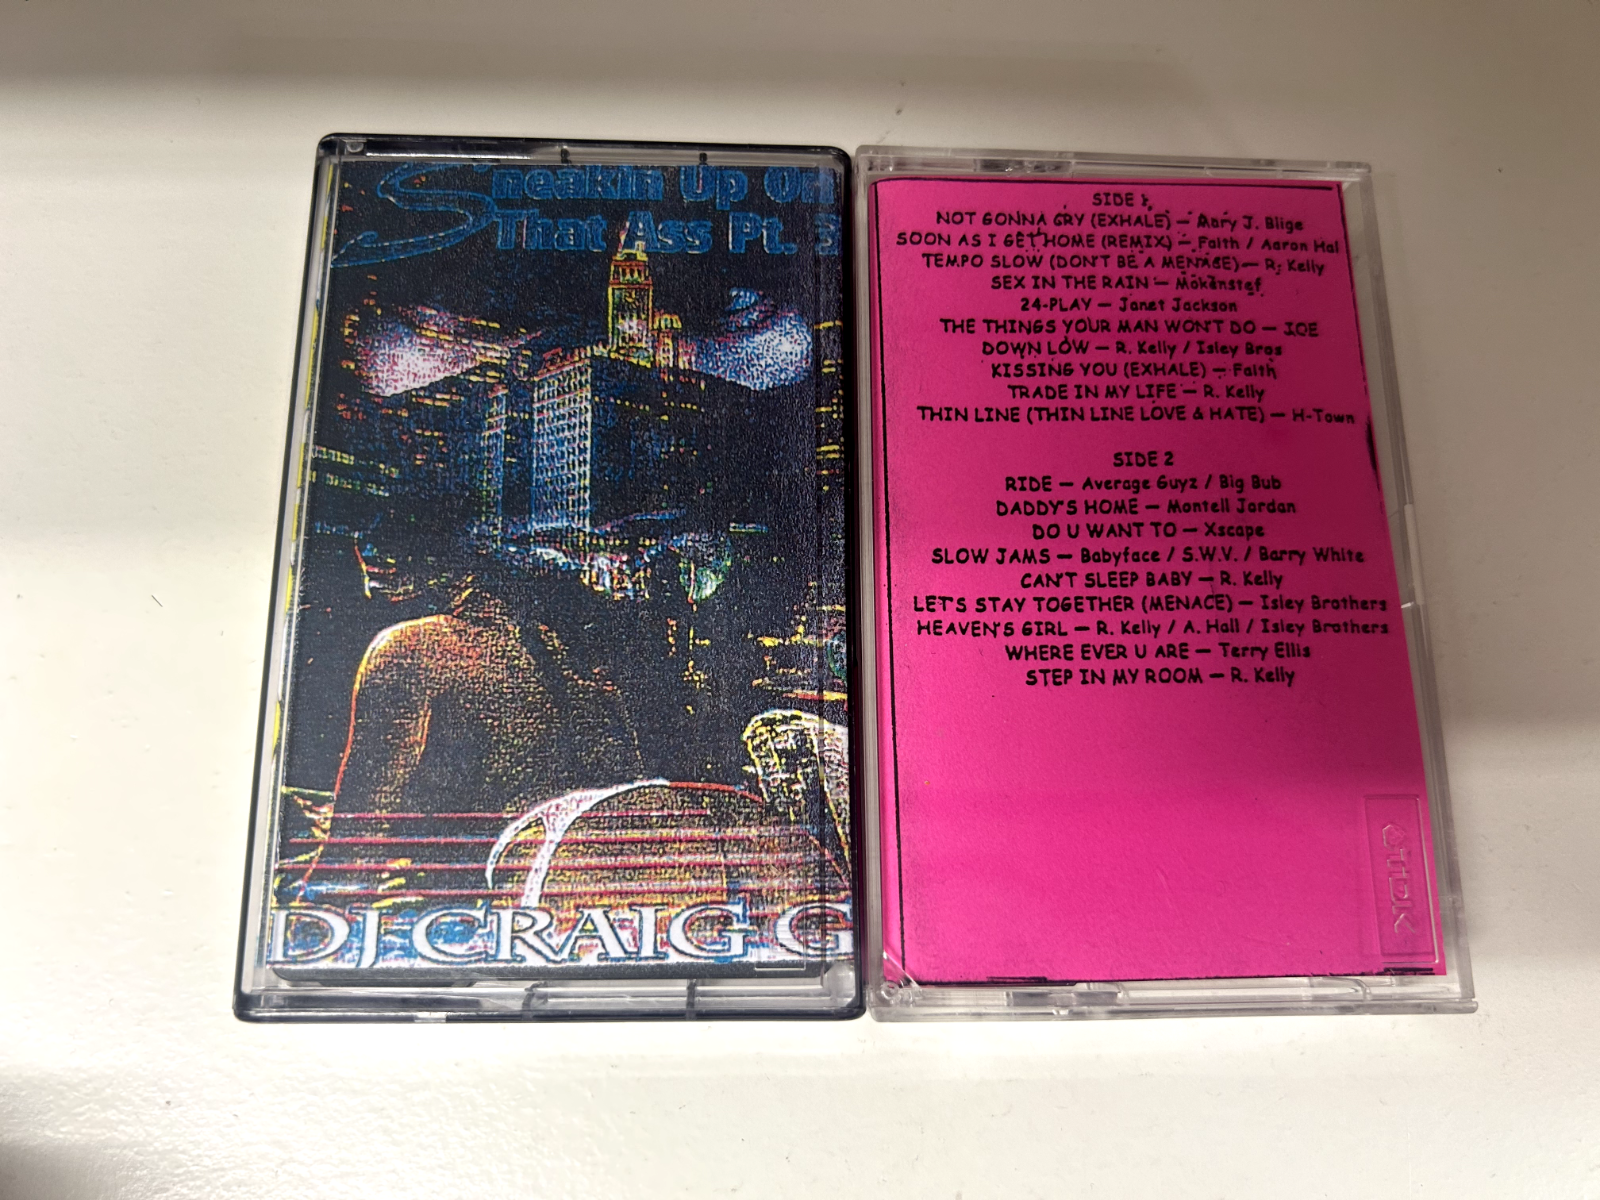 Sneakin Up On
That Ass Pt. 3
DJ CRAIG G
SIDE 1
NOT GONNA CRY (EXHALE) – Mary J. Blige
SOON AS I GET HOME (REMIX) – Faith / Aaron Hal
TEMPO SLOW (DON'T BE A MENACE) – R. Kelly
SEX IN THE RAIN – Mokenstef
24-PLAY – Janet Jackson
THE THINGS YOUR MAN WON'T DO – JOE
DOWN LOW – R. Kelly / Isley Bros
KISSING YOU (EXHALE) – Faith
TRADE IN MY LIFE – R. Kelly
THIN LINE (THIN LINE LOVE & HATE) – H-Town
SIDE 2
RIDE – Average Guyz / Big Bub
DADDY'S HOME – Montell Jordan
DO U WANT TO – Xscape
SLOW JAMS – Babyface / S.W.V. / Barry White
CAN'T SLEEP BABY – R. Kelly
LET'S STAY TOGETHER (MENACE) – Isley Brothers
HEAVEN'S GIRL – R. Kelly / A. Hall / Isley Brothers
WHERE EVER U ARE – Terry Ellis
STEP IN MY ROOM – R. Kelly
TDK